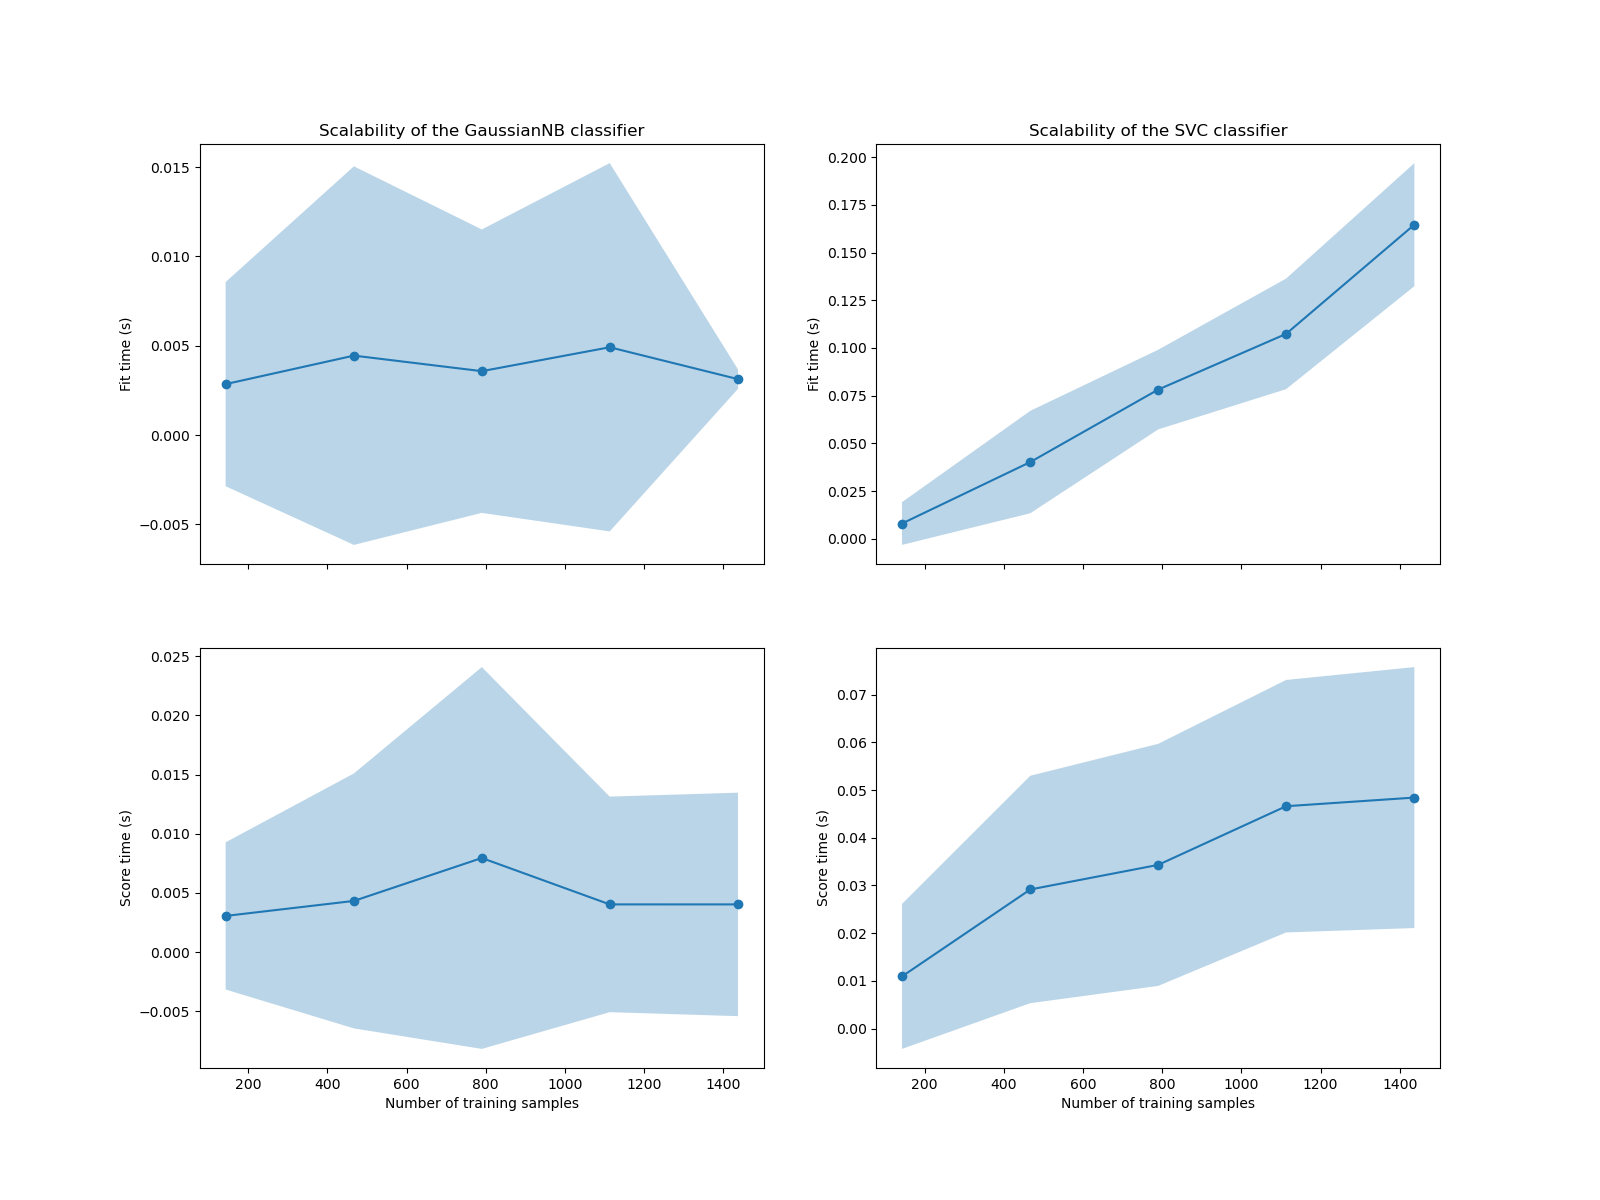 Scalability of the GaussianNB classifier
0.015
0.010
0.005
0.000
−0.005
Fit time (s)
Scalability of the SVC classifier
0.200
0.175
0.150
0.125
0.100
0.075
0.050
0.025
0.000
Fit time (s)
0.025
0.020
0.015
0.010
0.005
0.000
−0.005
Score time (s)
200 400 600 800 1000 1200 1400
Number of training samples
0.07
0.06
0.05
0.04
0.03
0.02
0.01
0.00
Score time (s)
200 400 600 800 1000 1200 1400
Number of training samples